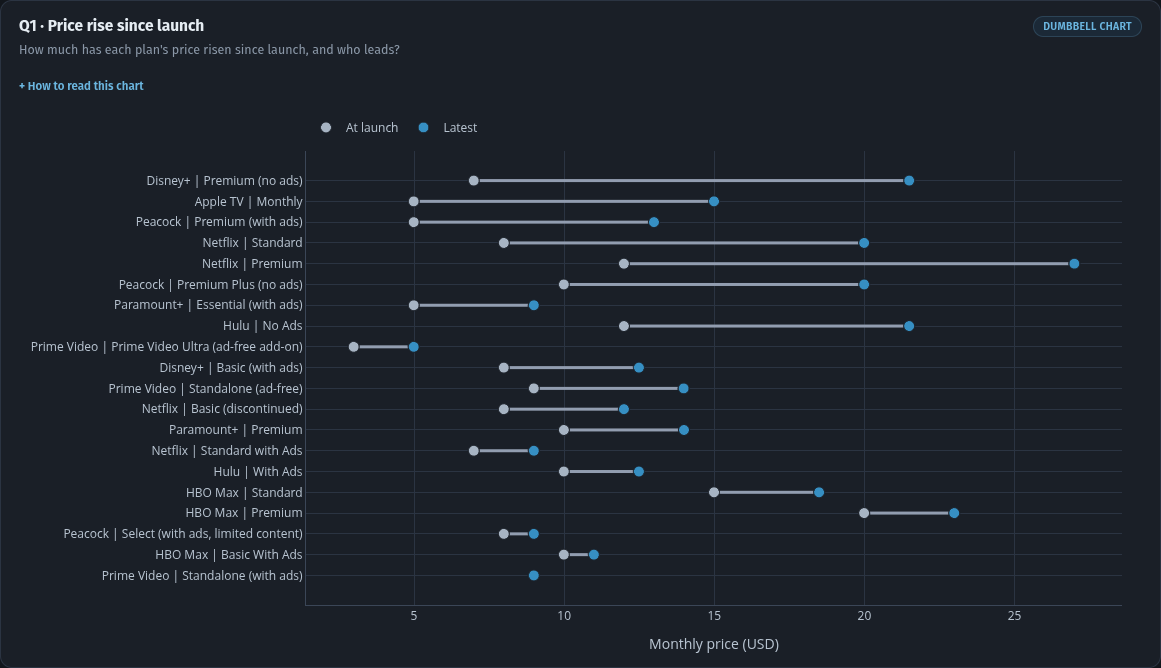 Q1 · Price rise since launch
DUMBBELL CHART
How much has each plan's price risen since launch, and who leads?
+ How to read this chart
At launch
Latest
Disney+ | Premium (no ads)
Apple TV | Monthly
Peacock | Premium (with ads)
Netflix | Standard
Netflix | Premium
Peacock | Premium Plus (no ads)
Paramount+ | Essential (with ads)
Hulu | No Ads
Prime Video | Prime Video Ultra (ad-free add-on)
Disney+ | Basic (with ads)
Prime Video | Standalone (ad-free)
Netflix | Basic (discontinued)
Paramount+ | Premium
Netflix | Standard with Ads
Hulu | With Ads
HBO Max | Standard
HBO Max | Premium
Peacock | Select (with ads, limited content)
HBO Max | Basic With Ads
Prime Video | Standalone (with ads)
5 10 15 20 25
Monthly price (USD)